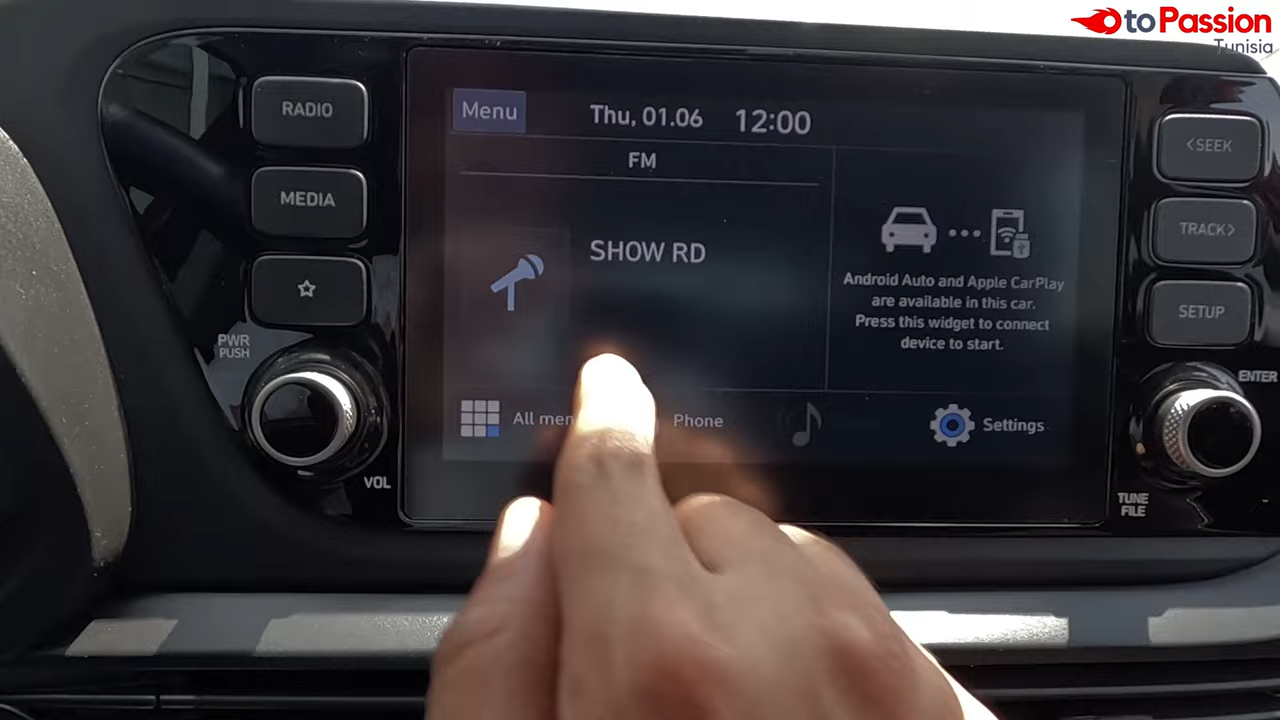 toPassion
Tunisia
RADIO
MEDIA
PWR
PUSH
VOL
Menu
Thu, 01.06
12:00
FM
SHOW RD
Android Auto and Apple CarPlay
are available in this car.
Press this widget to connect
device to start.
All men
Phone
Settings
<SEEK
TRACK>
SETUP
ENTER
TUNE
FILE